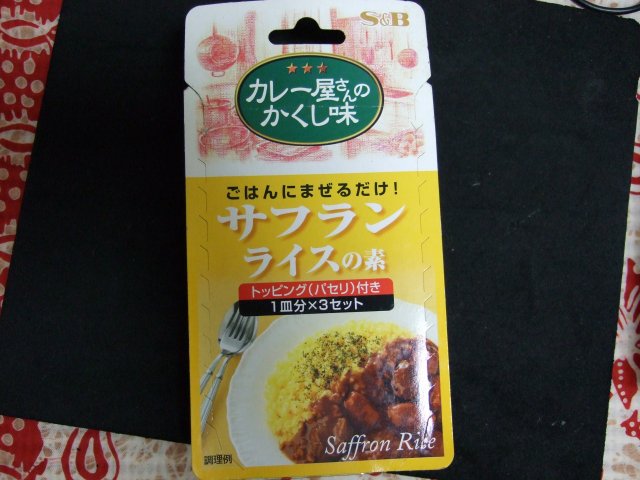 S&B
カレー屋さんの
かくし味
ごはんにまぜるだけ！
サフラン
ライスの素
トッピング(パセリ)付き
1皿分×3セット
Saffron Rice
調理例